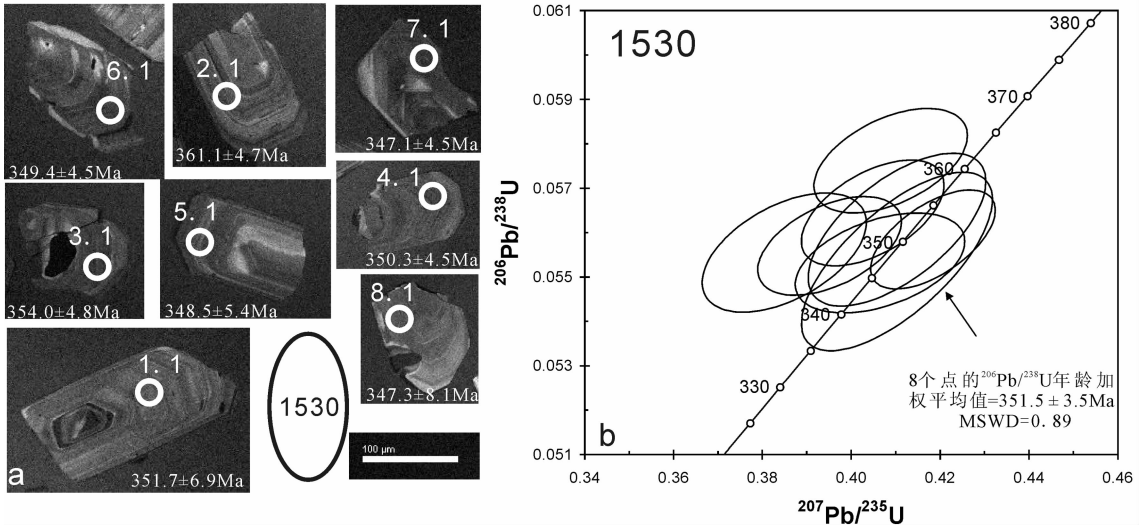 6. 1
349.4±4.5Ma
2. 1
361.1±4.7Ma
7. 1
347.1±4.5Ma
3. 1
354.0±4.8Ma
5. 1
348.5±5.4Ma
4. 1
350.3±4.5Ma
8. 1
347.3±8.1Ma
1. 1
351.7±6.9Ma
1530
100 μm
a
1530
0.061
0.059
0.057
0.055
0.053
0.051
²⁰⁶Pb/²³⁸U
380
370
360
350
340
330
8个点的²⁰⁶Pb/²³⁸U年龄加
权平均值=351.5±3.5Ma
MSWD=0.89
b
0.34 0.36 0.38 0.40 0.42 0.44 0.46
²⁰⁷Pb/²³⁵U